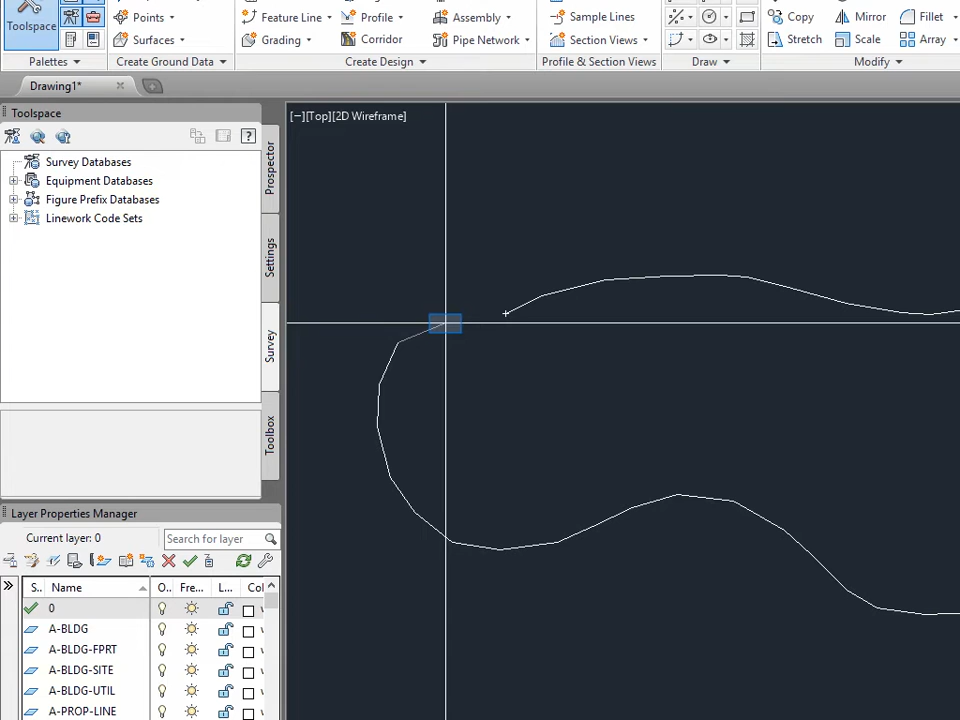 Points Feature Line Profile Assembly Sample Lines Copy Mirror Fillet
Toolspace Surfaces Grading Corridor Pipe Network Section Views Stretch Scale Array
Palettes Create Ground Data Create Design Profile & Section Views Draw Modify
Drawing1*
Toolspace
[−][Top][2D Wireframe]
Prospector
Settings
Survey
Toolbox
Survey Databases
Equipment Databases
Figure Prefix Databases
Linework Code Sets
Layer Properties Manager
Current layer: 0 Search for layer
S.. Name O.. Fre... L... Col
0
A-BLDG
A-BLDG-FPRT
A-BLDG-SITE
A-BLDG-UTIL
A-PROP-LINE